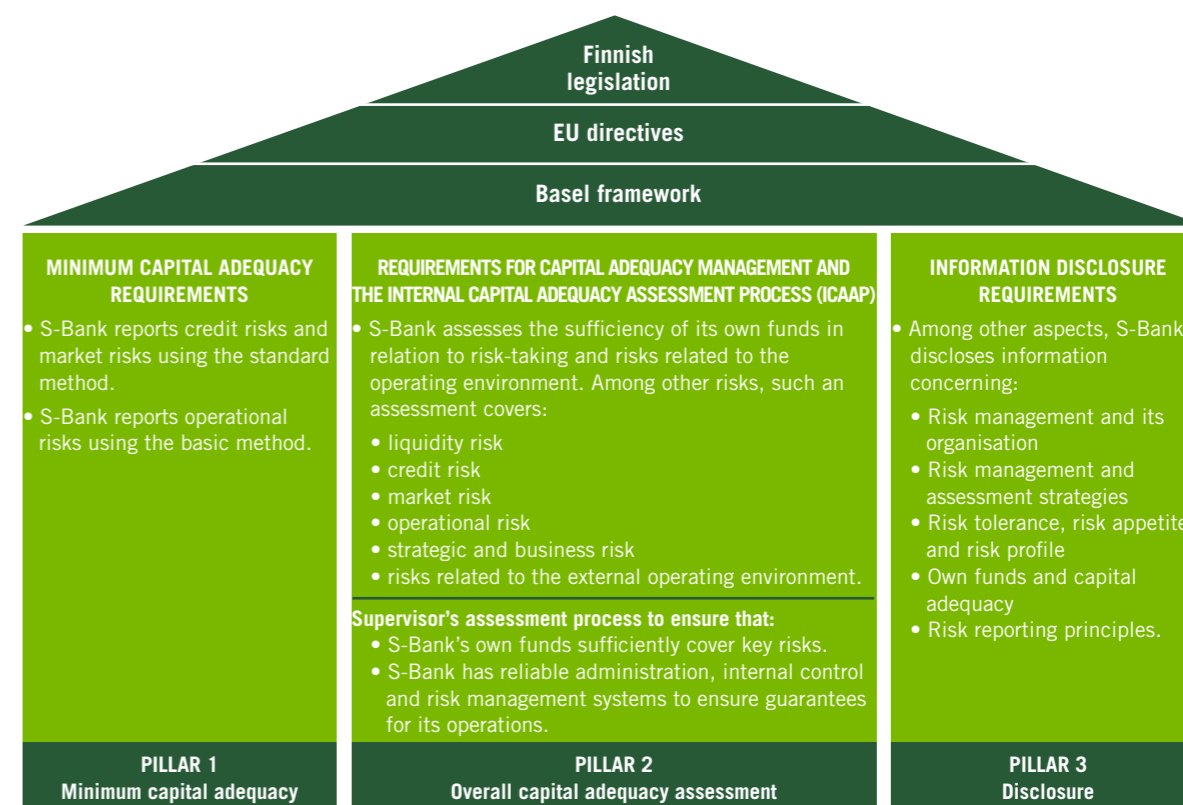 Finnish
legislation
EU directives
Basel framework
MINIMUM CAPITAL ADEQUACY
REQUIREMENTS
• S-Bank reports credit risks and
market risks using the standard
method.
• S-Bank reports operational
risks using the basic method.
PILLAR 1
Minimum capital adequacy
REQUIREMENTS FOR CAPITAL ADEQUACY MANAGEMENT AND
THE INTERNAL CAPITAL ADEQUACY ASSESSMENT PROCESS (ICAAP)
• S-Bank assesses the sufficiency of its own funds in
relation to risk-taking and risks related to the
operating environment. Among other risks, such an
assessment covers:
• liquidity risk
• credit risk
• market risk
• operational risk
• strategic and business risk
• risks related to the external operating environment.
Supervisor’s assessment process to ensure that:
• S-Bank’s own funds sufficiently cover key risks.
• S-Bank has reliable administration, internal control
and risk management systems to ensure guarantees
for its operations.
PILLAR 2
Overall capital adequacy assessment
INFORMATION DISCLOSURE
REQUIREMENTS
• Among other aspects, S-Bank
discloses information
concerning:
• Risk management and its
organisation
• Risk management and
assessment strategies
• Risk tolerance, risk appetite
and risk profile
• Own funds and capital
adequacy
• Risk reporting principles.
PILLAR 3
Disclosure